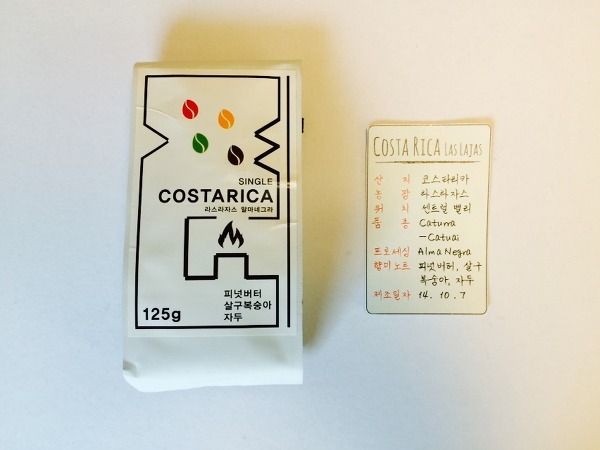 SINGLE
COSTARICA
라스라자스 알마네그라
피넛버터
살구복숭아
자두
125g
COSTA RICA LAS LAJAS
산 지 코스타리카
농 장 라스라자스
위 치 센트럴 밸리
품 종 Caturra
-Catuai
프로세싱 Alma Negra
향미노트 피넛버터, 살구
복숭아, 자두
제조일자 14. 10. 7